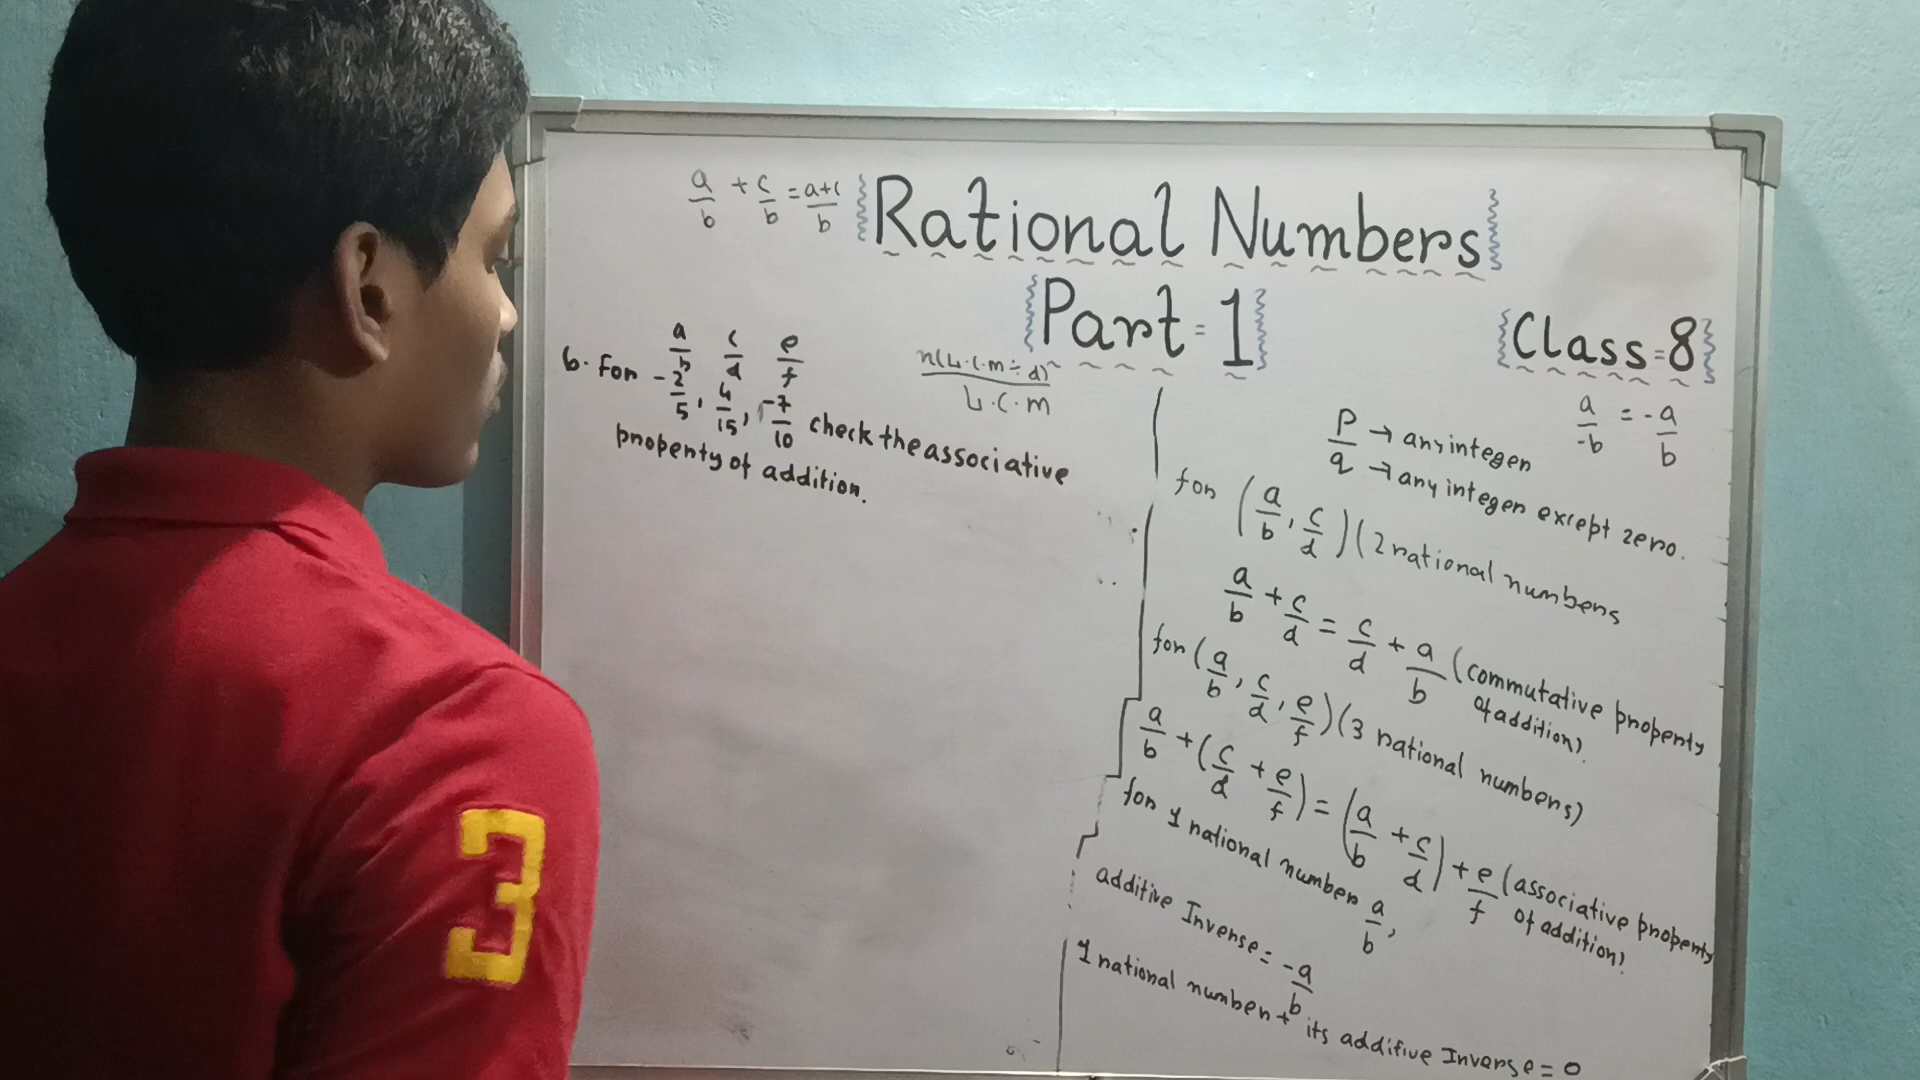 a/b + c/b = a+c/b
Rational Numbers
Part-1
Class-8
a/b c/d e/f
6. For -2/5, 4/15, -7/10 check the associative
property of addition.
n(L.C.M ÷ d)/L.C.M
a/-b = -a/b
P → any integer
q → any integer except zero.
for (a/b, c/d) (2 rational numbers
a/b + c/d = c/d + a/b (commutative property
of addition)
for (a/b, c/d, e/f) (3 rational numbers)
a/b + (c/d + e/f) = (a/b + c/d) + e/f (associative property
of addition)
for 1 rational number a/b,
additive Inverse = -a/b
1 rational number + its additive Inverse = 0
3